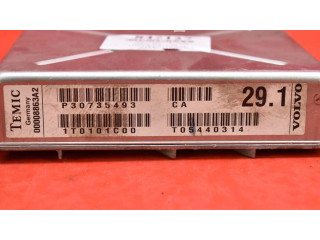 TEMIC
Germany
00008863A2
P30735493 CA
1T0101C00 T05440314
29.1
VOLVO